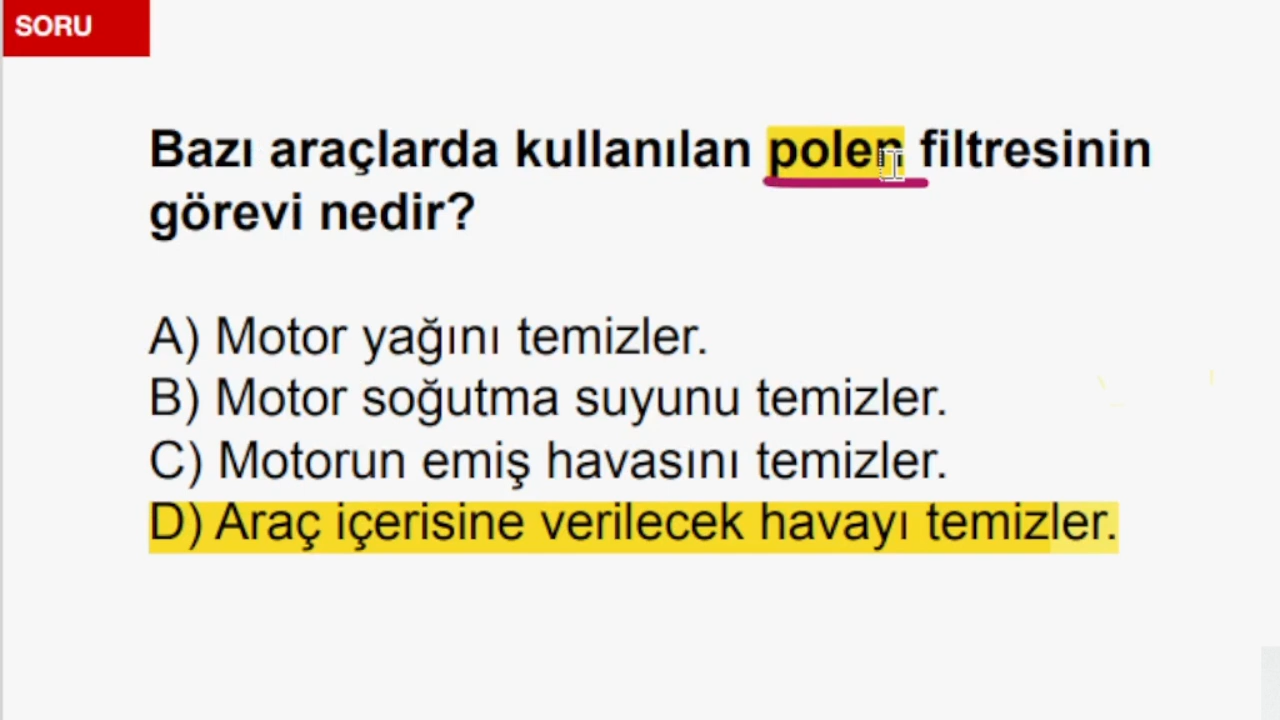 SORU
Bazı araçlarda kullanılan polen filtresinin
görevi nedir?
A) Motor yağını temizler.
B) Motor soğutma suyunu temizler.
C) Motorun emiş havasını temizler.
D) Araç içerisine verilecek havayı temizler.